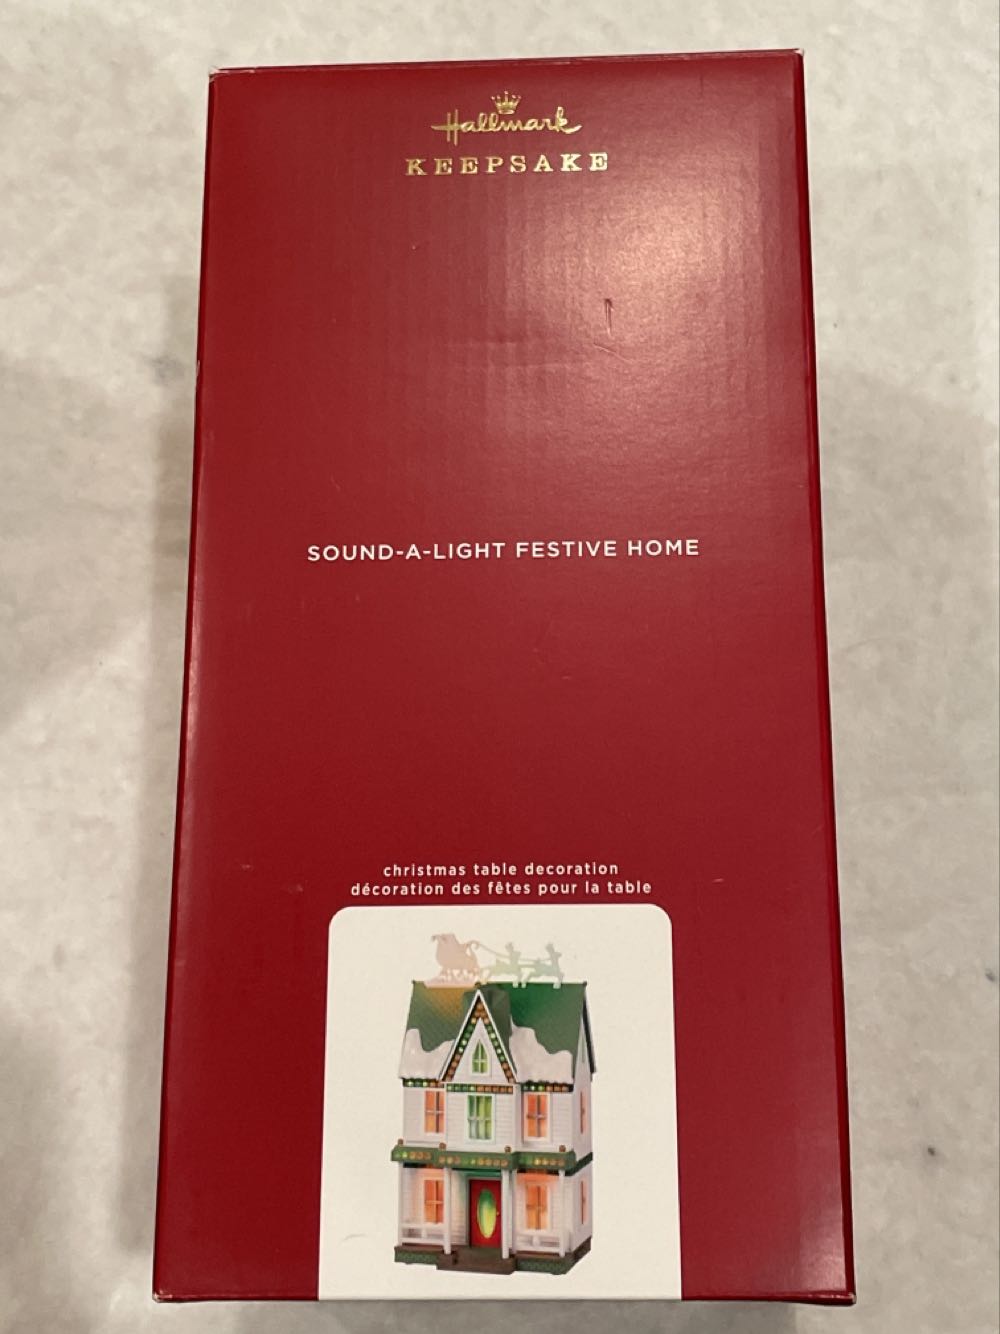 Hallmark
KEEPSAKE
SOUND-A-LIGHT FESTIVE HOME
christmas table decoration
décoration des fêtes pour la table